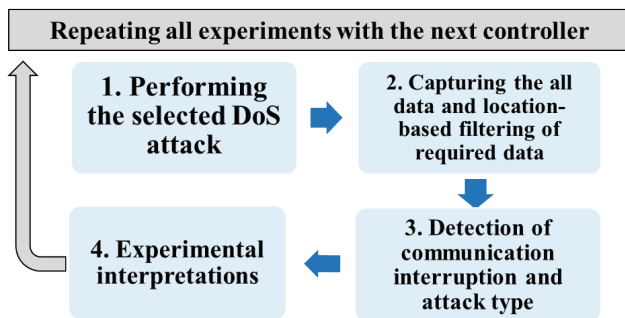 Repeating all experiments with the next controller
1. Performing
the selected DoS
attack
2. Capturing the all
data and location-
based filtering of
required data
3. Detection of
communication
interruption and
attack type
4. Experimental
interpretations